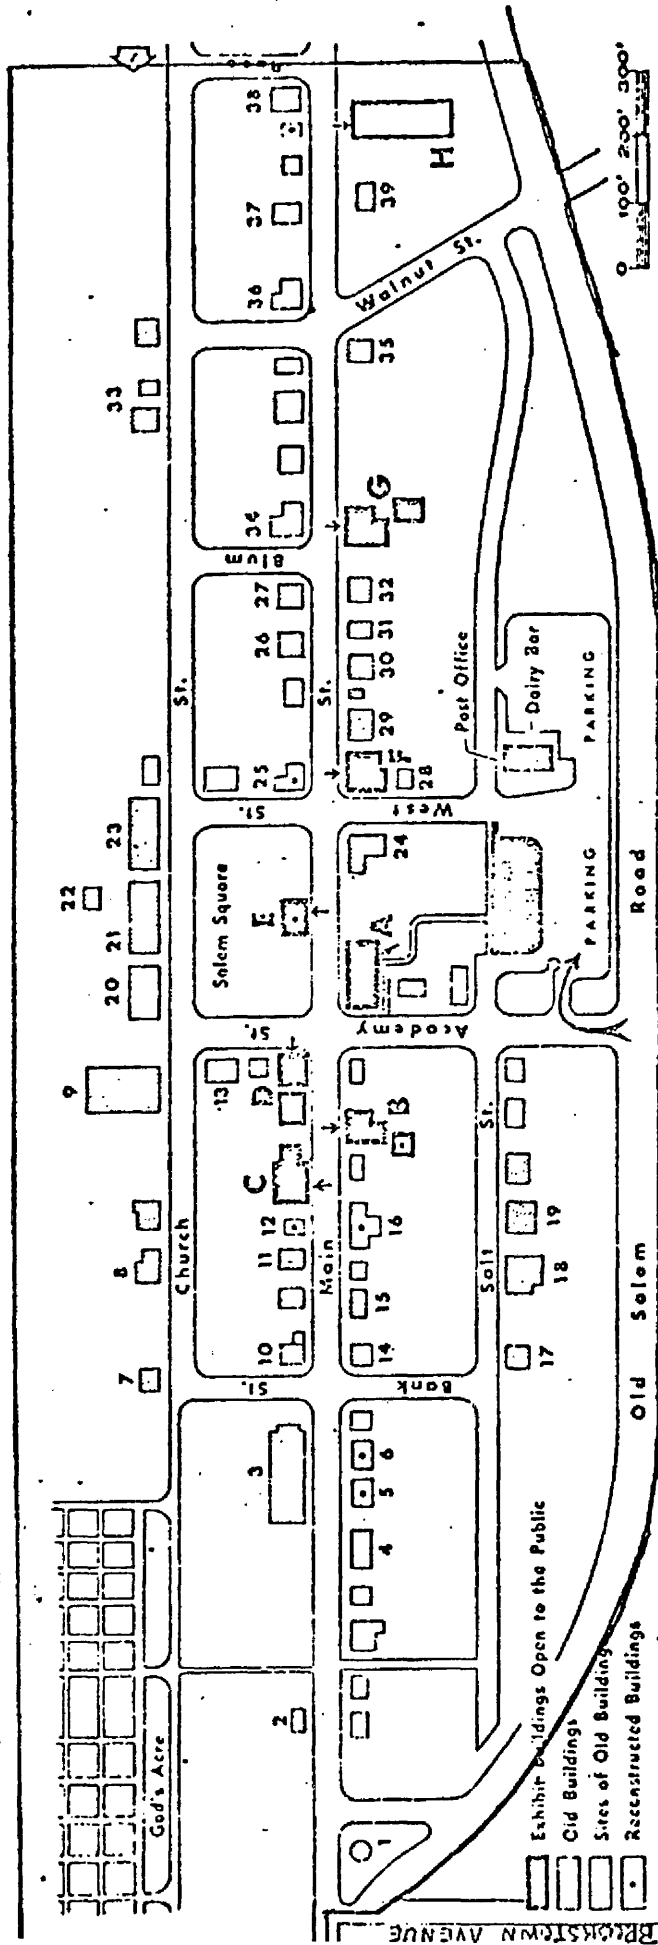 BROOKSTOWN AVENUE
God's Acre
1
2
3
4
5
6
7
8
9
10
11
12
13
14
15
16
17
18
19
20
21
22
23
24
25
26
27
28
29
30
31
32
33
34
35
36
37
38
39
A
B
C
D
E
G
H
Church
St.
Main
St.
Salt
St.
Bank
St.
Academy
St.
West
St.
Blum
Walnut St.
Salem Square
Post Office
Dairy Bar
PARKING
PARKING
Old Salem
Road
Exhibit Buildings Open to the Public
Old Buildings
Sites of Old Buildings
Reconstructed Buildings
0 100' 200' 300'